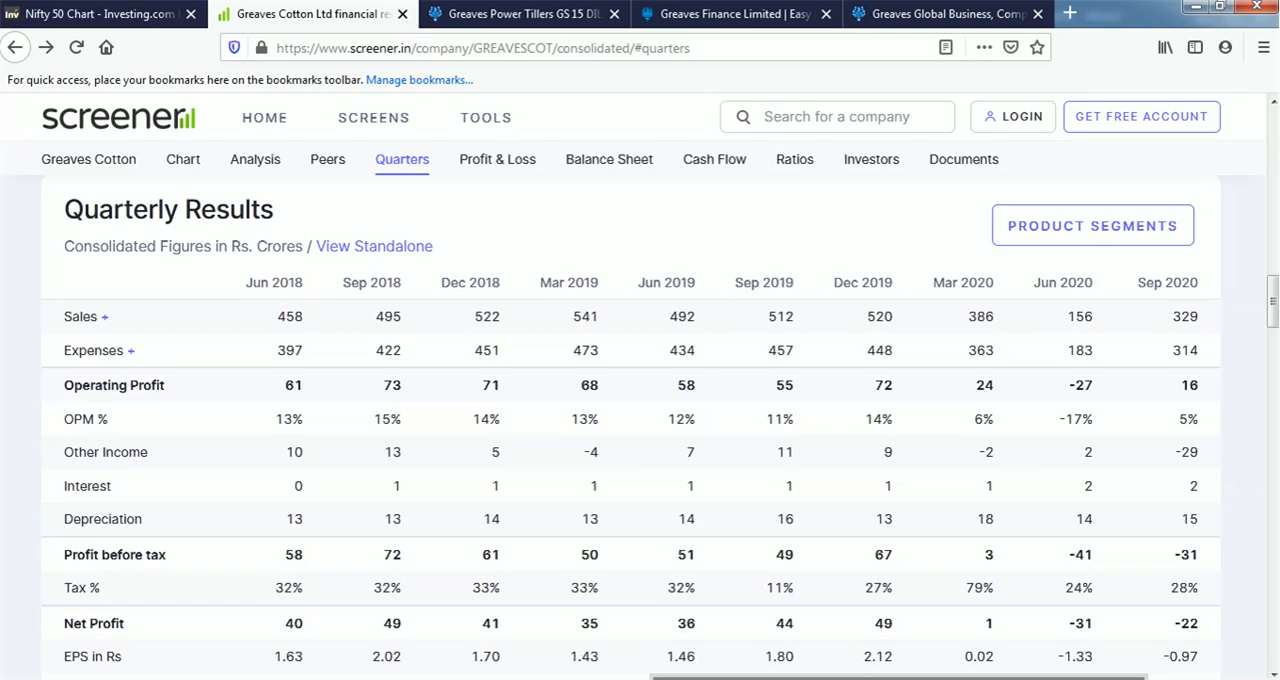 Nifty 50 Chart - Investing.com Greaves Cotton Ltd financial re Greaves Power Tillers GS 15 DI Greaves Finance Limited | Easy Greaves Global Business, Comp
https://www.screener.in/company/GREAVESCOT/consolidated/#quarters
For quick access, place your bookmarks here on the bookmarks toolbar. Manage bookmarks...
screener HOME SCREENS TOOLS Search for a company LOGIN GET FREE ACCOUNT
Greaves Cotton Chart Analysis Peers Quarters Profit & Loss Balance Sheet Cash Flow Ratios Investors Documents
Quarterly Results
PRODUCT SEGMENTS
Consolidated Figures in Rs. Crores / View Standalone
Jun 2018 Sep 2018 Dec 2018 Mar 2019 Jun 2019 Sep 2019 Dec 2019 Mar 2020 Jun 2020 Sep 2020
Sales + 458 495 522 541 492 512 520 386 156 329
Expenses + 397 422 451 473 434 457 448 363 183 314
Operating Profit 61 73 71 68 58 55 72 24 -27 16
OPM % 13% 15% 14% 13% 12% 11% 14% 6% -17% 5%
Other Income 10 13 5 -4 7 11 9 -2 2 -29
Interest 0 1 1 1 1 1 1 1 2 2
Depreciation 13 13 14 13 14 16 13 18 14 15
Profit before tax 58 72 61 50 51 49 67 3 -41 -31
Tax % 32% 32% 33% 33% 32% 11% 27% 79% 24% 28%
Net Profit 40 49 41 35 36 44 49 1 -31 -22
EPS in Rs 1.63 2.02 1.70 1.43 1.46 1.80 2.12 0.02 -1.33 -0.97